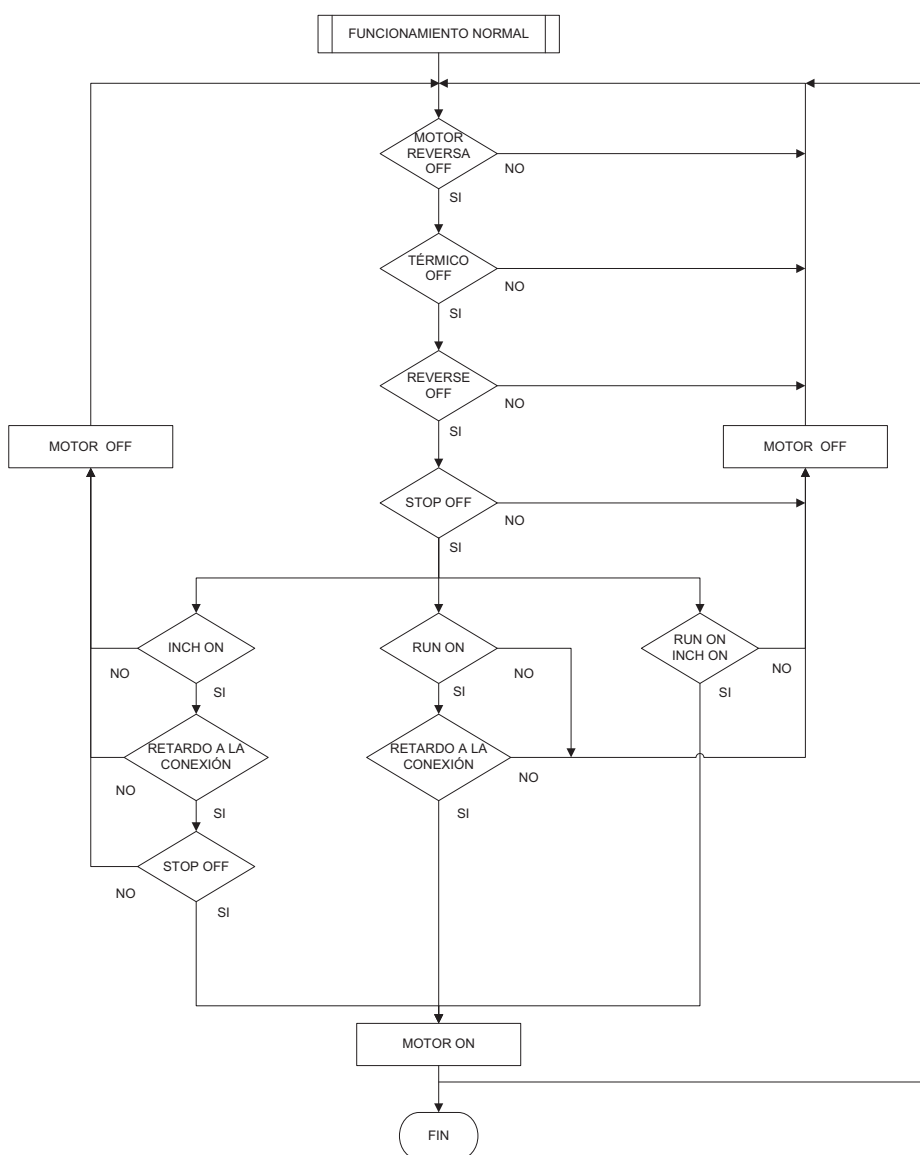 FUNCIONAMIENTO NORMAL
MOTOR
REVERSA
OFF
NO
SI
TÉRMICO
OFF
NO
SI
REVERSE
OFF
NO
SI
MOTOR OFF
MOTOR OFF
STOP OFF
NO
SI
INCH ON
NO
SI
RUN ON
NO
SI
RUN ON
INCH ON
NO
SI
RETARDO A LA
CONEXIÓN
NO
SI
RETARDO A LA
CONEXIÓN
NO
SI
STOP OFF
NO
SI
MOTOR ON
FIN